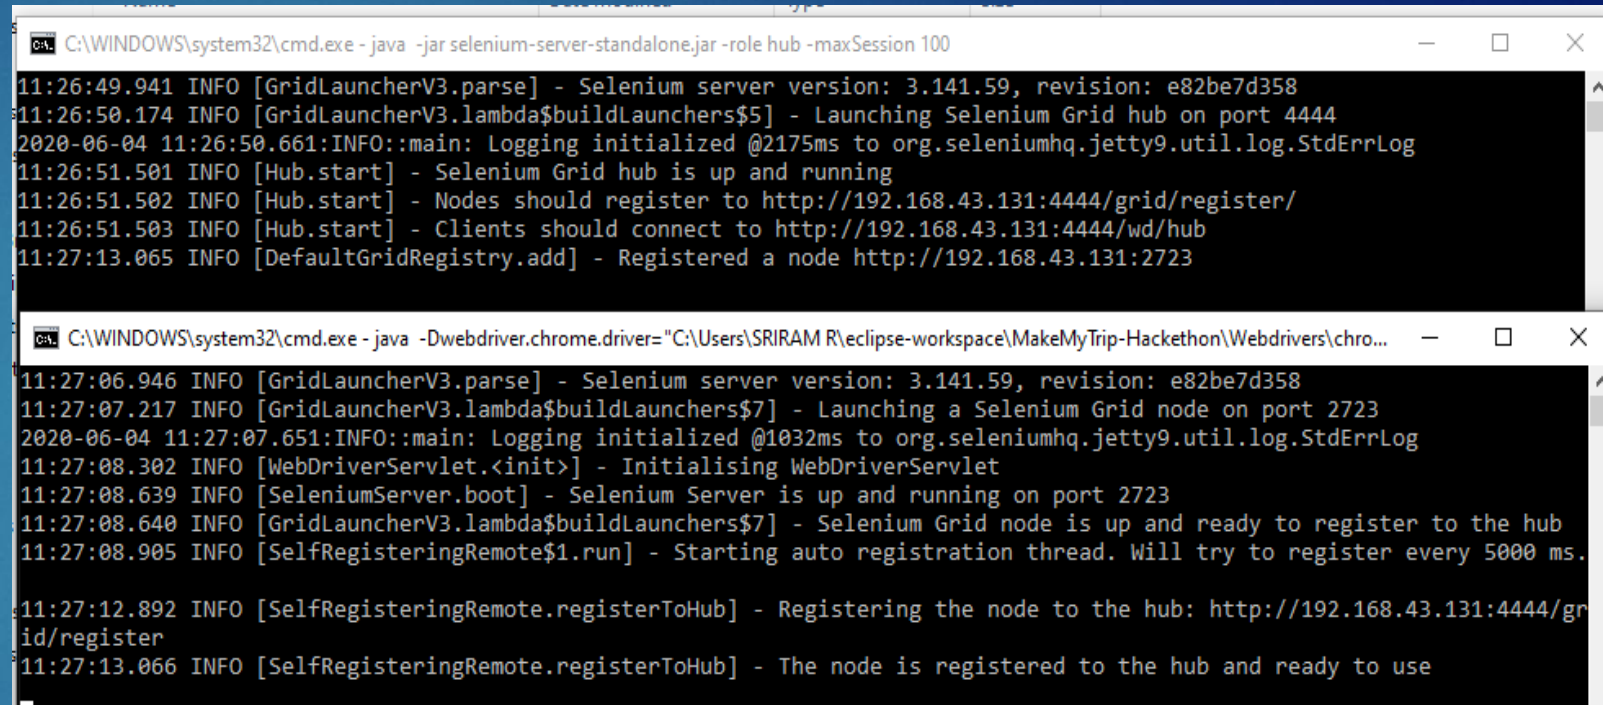 C:\WINDOWS\system32\cmd.exe - java -jar selenium-server-standalone.jar -role hub -maxSession 100
11:26:49.941 INFO [GridLauncherV3.parse] - Selenium server version: 3.141.59, revision: e82be7d358
11:26:50.174 INFO [GridLauncherV3.lambda$buildLaunchers$5] - Launching Selenium Grid hub on port 4444
2020-06-04 11:26:50.661:INFO::main: Logging initialized @2175ms to org.seleniumhq.jetty9.util.log.StdErrLog
11:26:51.501 INFO [Hub.start] - Selenium Grid hub is up and running
11:26:51.502 INFO [Hub.start] - Nodes should register to http://192.168.43.131:4444/grid/register/
11:26:51.503 INFO [Hub.start] - Clients should connect to http://192.168.43.131:4444/wd/hub
11:27:13.065 INFO [DefaultGridRegistry.add] - Registered a node http://192.168.43.131:2723
C:\WINDOWS\system32\cmd.exe - java -Dwebdriver.chrome.driver="C:\Users\SRIRAM R\eclipse-workspace\MakeMyTrip-Hackethon\Webdrivers\chro...
11:27:06.946 INFO [GridLauncherV3.parse] - Selenium server version: 3.141.59, revision: e82be7d358
11:27:07.217 INFO [GridLauncherV3.lambda$buildLaunchers$7] - Launching a Selenium Grid node on port 2723
2020-06-04 11:27:07.651:INFO::main: Logging initialized @1032ms to org.seleniumhq.jetty9.util.log.StdErrLog
11:27:08.302 INFO [WebDriverServlet.<init>] - Initialising WebDriverServlet
11:27:08.639 INFO [SeleniumServer.boot] - Selenium Server is up and running on port 2723
11:27:08.640 INFO [GridLauncherV3.lambda$buildLaunchers$7] - Selenium Grid node is up and ready to register to the hub
11:27:08.905 INFO [SelfRegisteringRemote$1.run] - Starting auto registration thread. Will try to register every 5000 ms.
11:27:12.892 INFO [SelfRegisteringRemote.registerToHub] - Registering the node to the hub: http://192.168.43.131:4444/gr
id/register
11:27:13.066 INFO [SelfRegisteringRemote.registerToHub] - The node is registered to the hub and ready to use